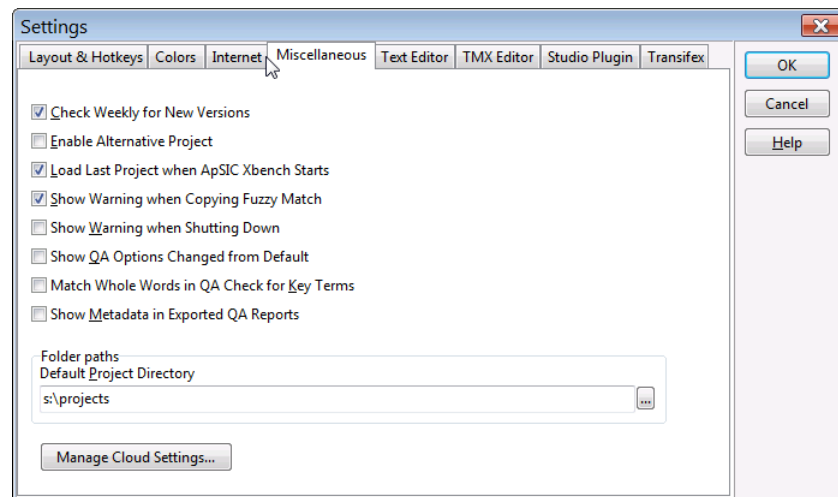 Settings
Layout & Hotkeys Colors Internet Miscellaneous Text Editor TMX Editor Studio Plugin Transifex
OK
Cancel
Help
Check Weekly for New Versions
Enable Alternative Project
Load Last Project when ApSIC Xbench Starts
Show Warning when Copying Fuzzy Match
Show Warning when Shutting Down
Show QA Options Changed from Default
Match Whole Words in QA Check for Key Terms
Show Metadata in Exported QA Reports
Folder paths
Default Project Directory
s:\projects
...
Manage Cloud Settings...